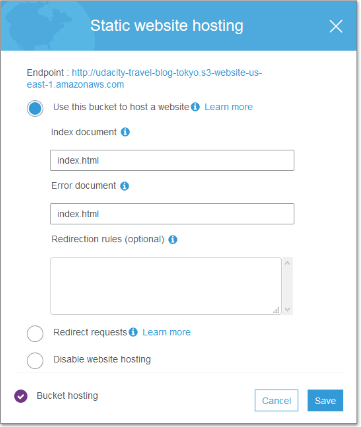 Static website hosting
Endpoint : http://udacity-travel-blog-tokyo.s3-website-us-
east-1.amazonaws.com
Use this bucket to host a website Learn more
Index document
index.html
Error document
index.html
Redirection rules (optional)
Redirect requests Learn more
Disable website hosting
Bucket hosting
Cancel Save